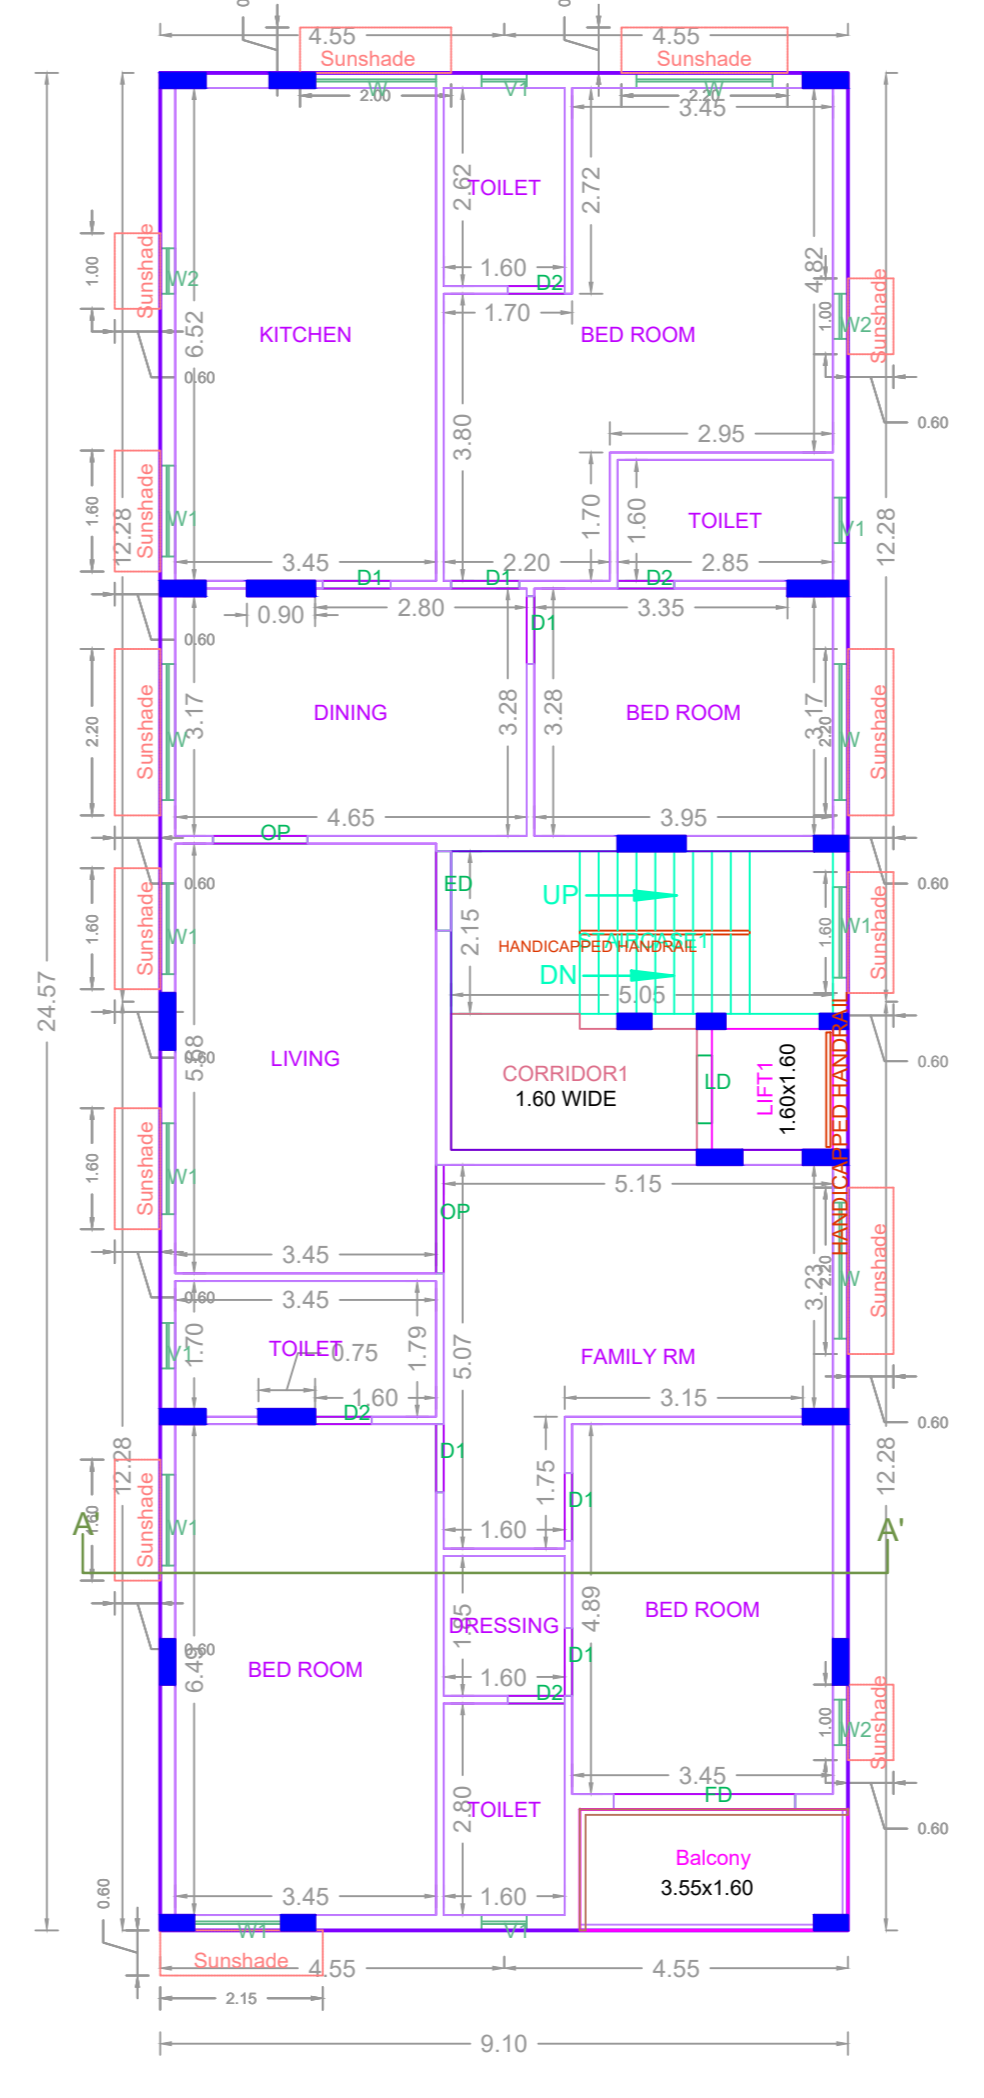 4.55
4.55
Sunshade
Sunshade
W
V1
W
2.00
2.20
3.45
2.62
TOILET
2.72
Sunshade
1.00
W2
1.60
D2
4.82
1.70
Sunshade
1.00
W2
6.52
KITCHEN
BED ROOM
0.60
0.60
3.80
2.95
Sunshade
1.60
W1
12.28
1.70
1.60
TOILET
V1
12.28
3.45
2.20
2.85
D1
D1
D2
0.90
2.80
3.35
D1
0.60
Sunshade
2.20
W
3.17
DINING
3.28
3.28
BED ROOM
3.17
2.20
W
Sunshade
4.65
3.95
OP
0.60
ED
0.60
UP
Sunshade
1.60
W1
2.15
STAIRCASE1
HANDICAPPED HANDRAIL
1.60
W1
Sunshade
DN
5.05
24.57
5.98
0.60
LIVING
CORRIDOR1
1.60 WIDE
LD
LIFT1
1.60x1.60
HANDICAPPED HANDRAIL
0.60
Sunshade
1.60
W1
5.15
OP
3.45
3.23
2.20
W
Sunshade
0.60
3.45
1.70
V1
TOILET
0.75
1.79
5.07
FAMILY RM
1.60
3.15
D2
0.60
D1
12.28
12.28
Sunshade
1.60
W1
1.75
D1
A'
A'
1.60
4.89
BED ROOM
1.85
DRESSING
D1
0.60
6.49
BED ROOM
1.60
D2
1.00
W2
Sunshade
3.45
FD
2.80
TOILET
0.60
Balcony
3.55x1.60
3.45
1.60
0.60
W1
V1
Sunshade
4.55
4.55
2.15
9.10